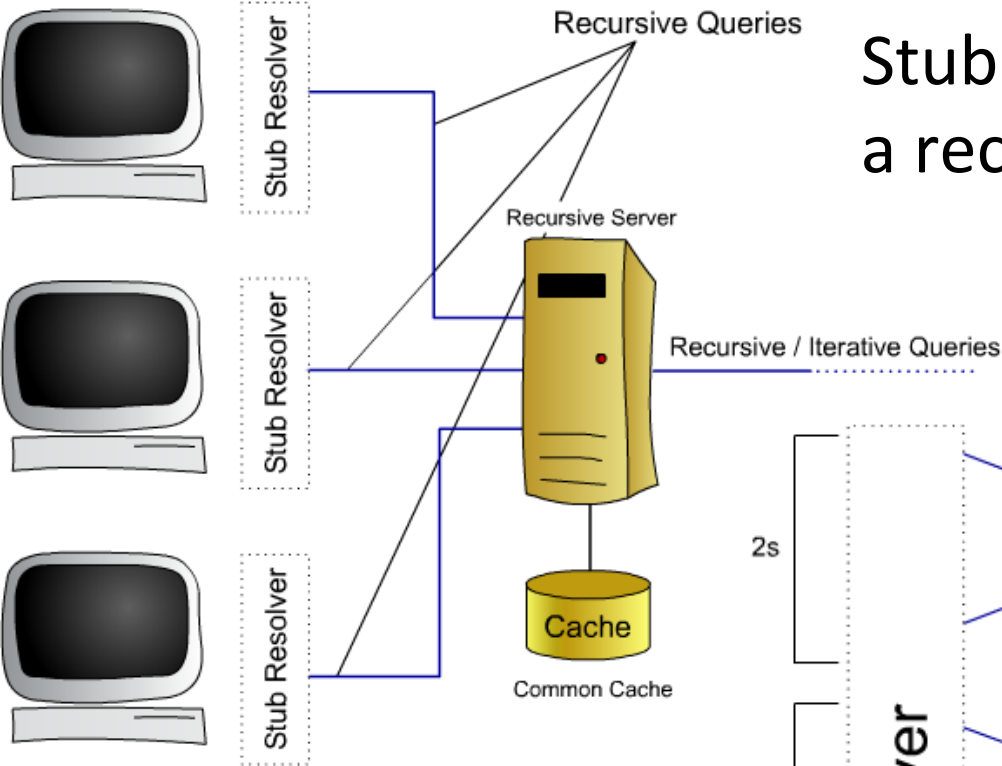 Recursive Queries
Stub
a rec
Stub Resolver
Recursive Server
Stub Resolver
Recursive / Iterative Queries
2s
Stub Resolver
Cache
Common Cache
ver